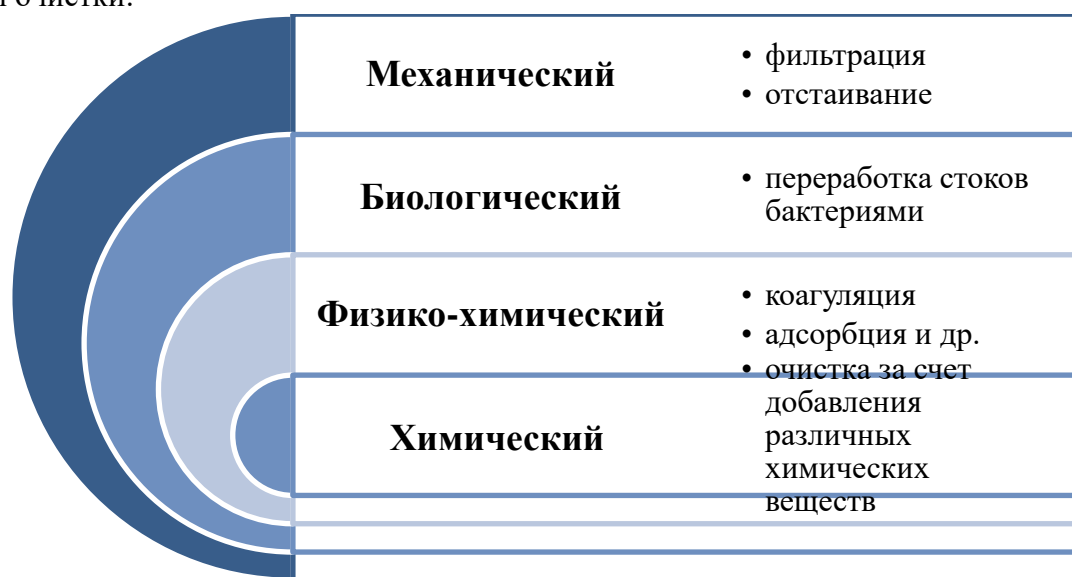 очистки:
Механический
• фильтрация
• отстаивание
Биологический
• переработка стоков
бактериями
Физико-химический
• коагуляция
• адсорбция и др.
Химический
• очистка за счет
добавления
различных
химических
веществ